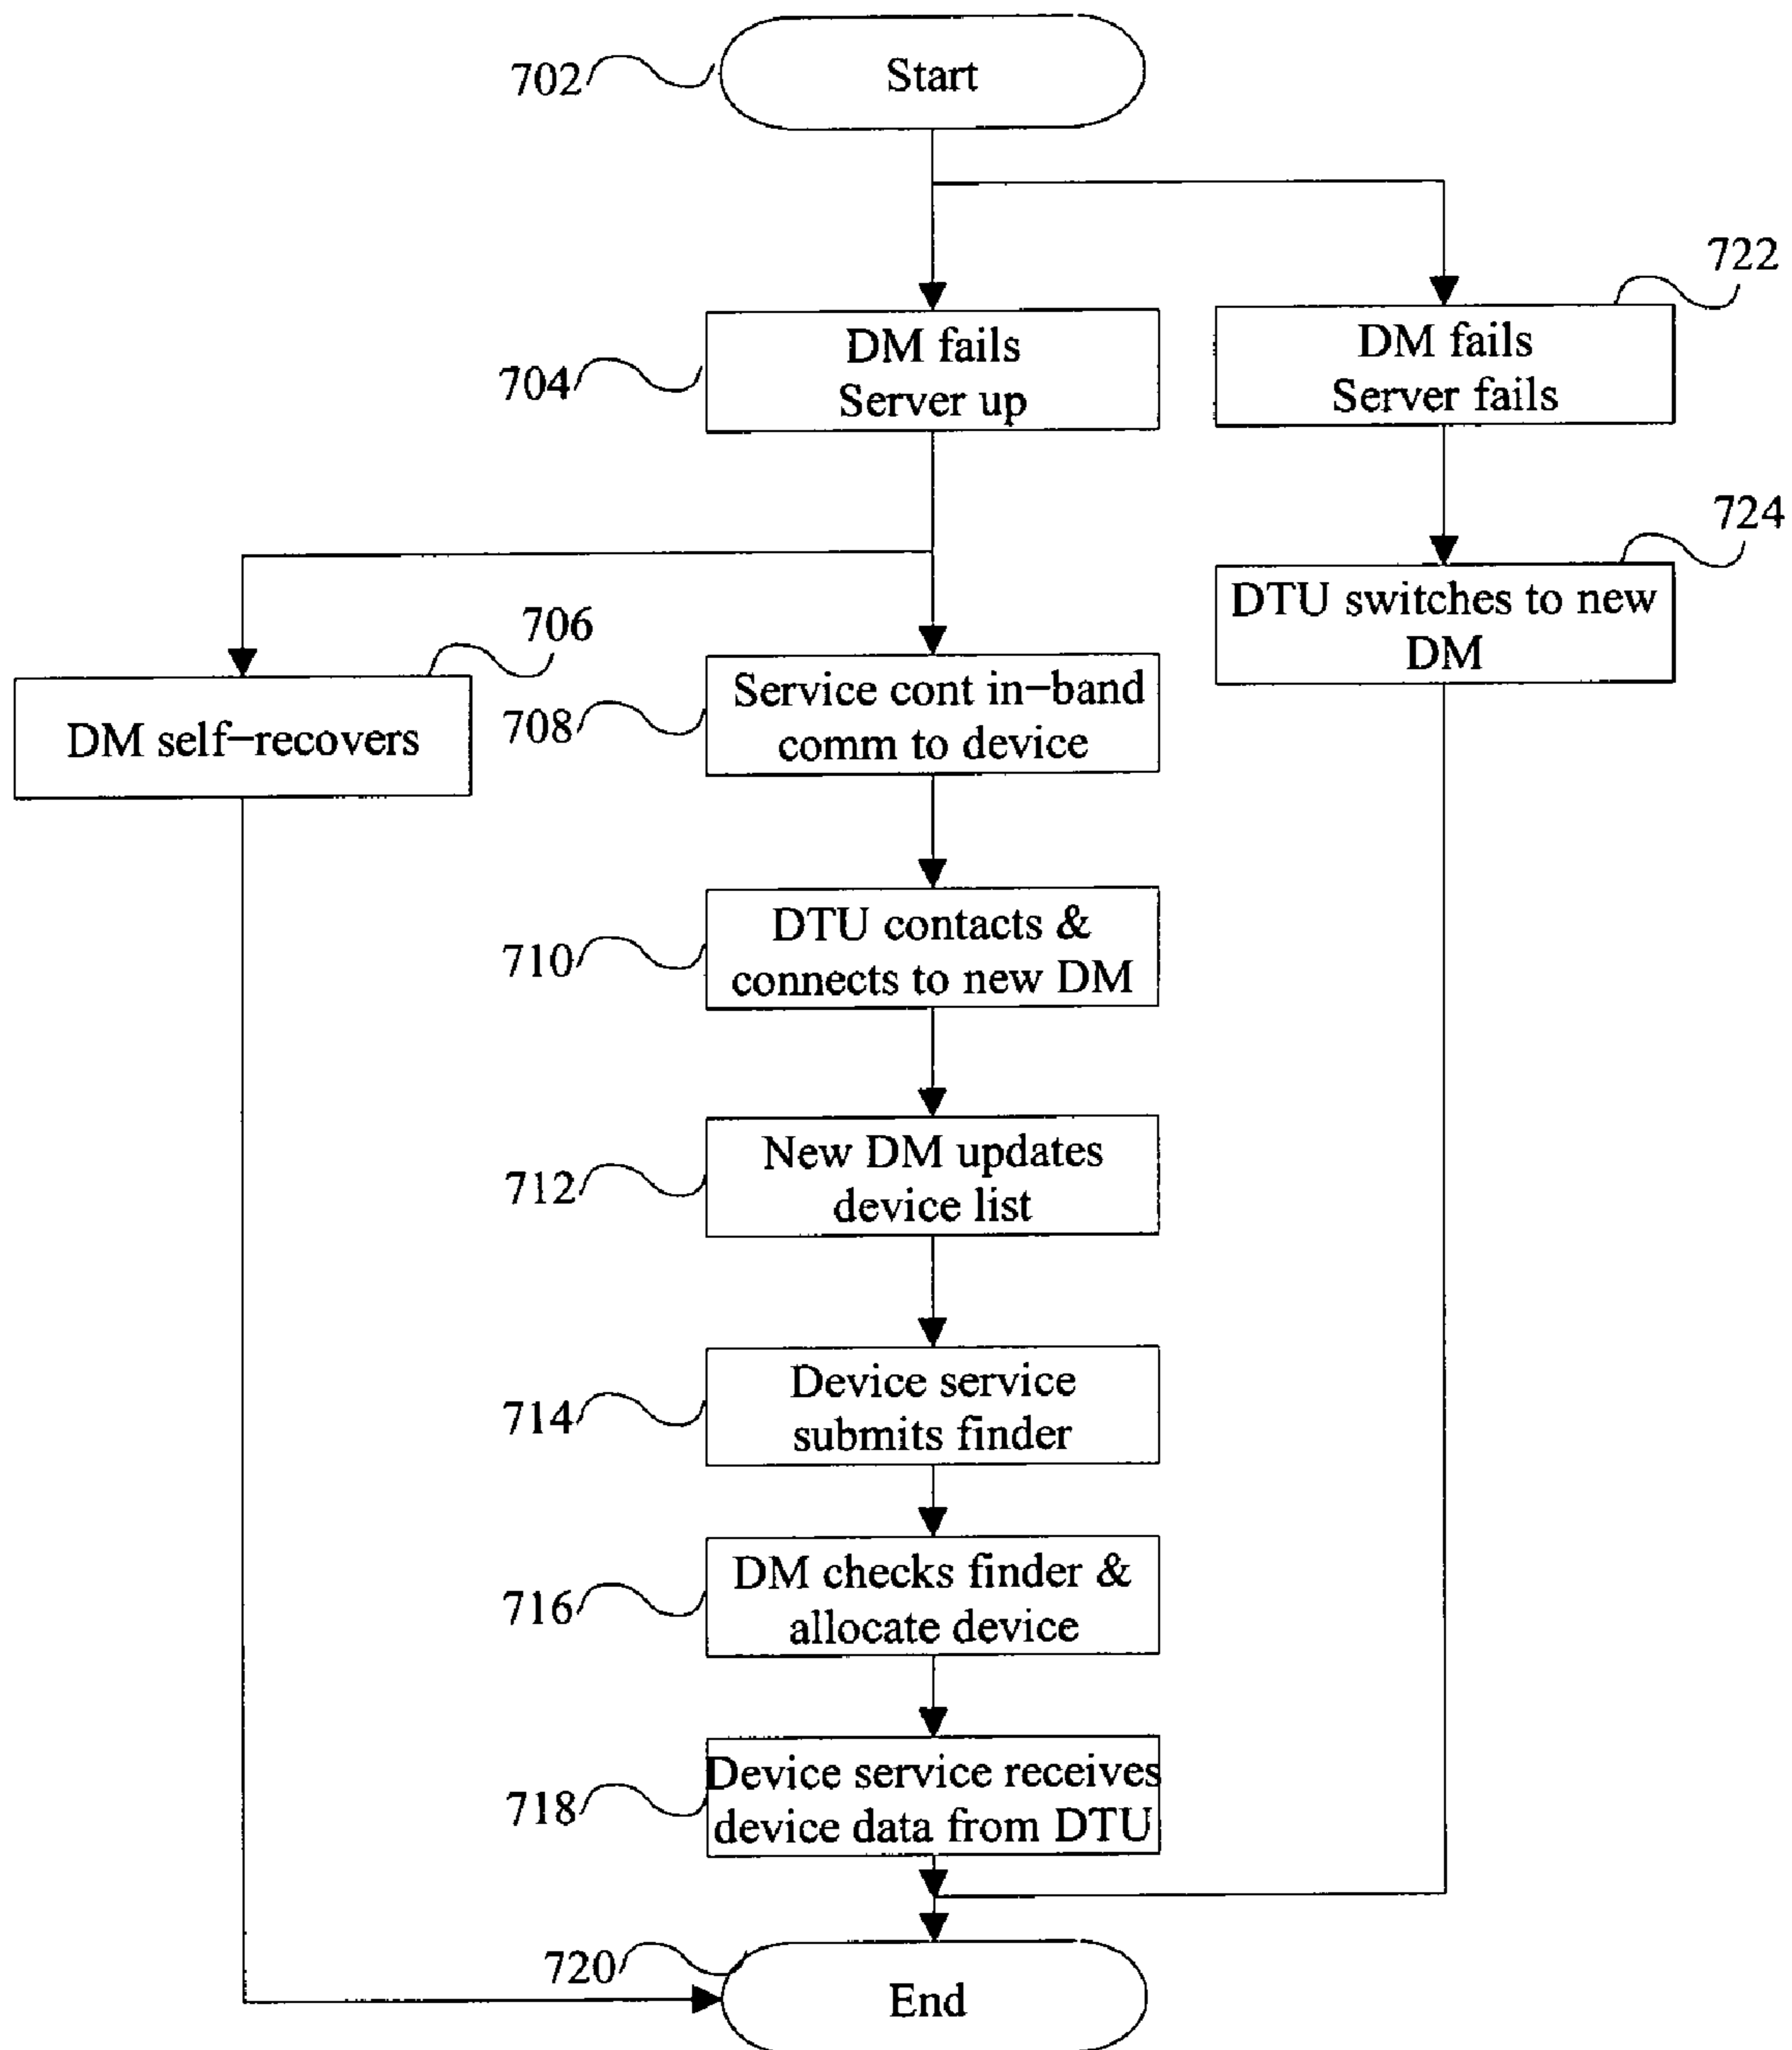 702
Start
704
DM fails
Server up
722
DM fails
Server fails
724
DTU switches to new
DM
706
DM self-recovers
708
Service cont in-band
comm to device
710
DTU contacts &
connects to new DM
712
New DM updates
device list
714
Device service
submits finder
716
DM checks finder &
allocate device
718
Device service receives
device data from DTU
720
End